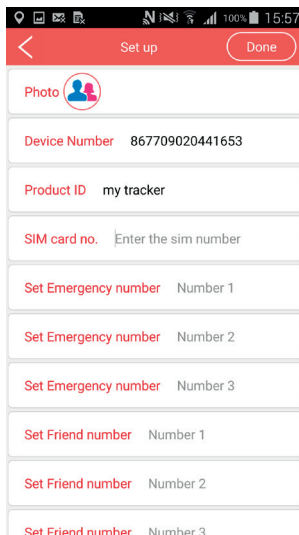 100% 15:57
Set up Done
Photo
Device Number 867709020441653
Product ID my tracker
SIM card no. Enter the sim number
Set Emergency number Number 1
Set Emergency number Number 2
Set Emergency number Number 3
Set Friend number Number 1
Set Friend number Number 2
Set Friend number Number 3